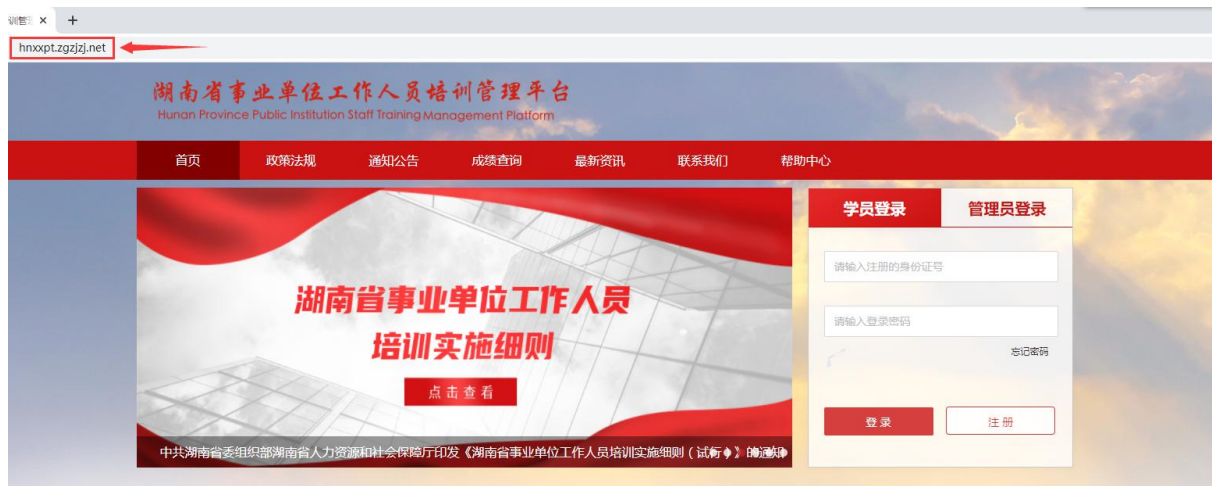 hnxxpt.zgzjzj.net
湖南省事业单位工作人员培训管理平台
Hunan Province Public Institution Staff Training Management Platform
首页 政策法规 通知公告 成绩查询 最新资讯 联系我们 帮助中心
学员登录 管理员登录
请输入注册的身份证号
请输入登录密码
忘记密码
登录 注册
湖南省事业单位工作人员
培训实施细则
点击查看
中共湖南省委组织部湖南省人力资源和社会保障厅印发《湖南省事业单位工作人员培训实施细则（试行）》的通知